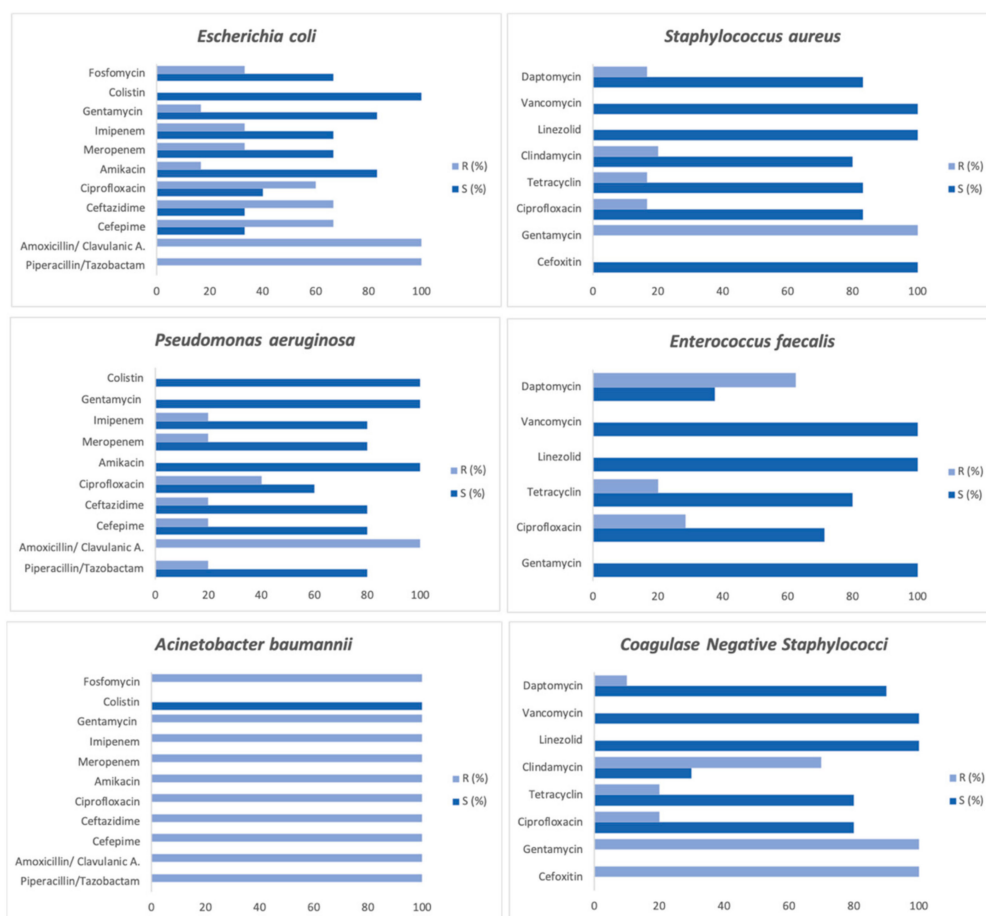 Escherichia coli
Fosfomycin
Colistin
Gentamycin
Imipenem
Meropenem
Amikacin
Ciprofloxacin
Ceftazidime
Cefepime
Amoxicillin/ Clavulanic A.
Piperacillin/Tazobactam
R (%)
S (%)
0 20 40 60 80 100
Staphylococcus aureus
Daptomycin
Vancomycin
Linezolid
Clindamycin
Tetracyclin
Ciprofloxacin
Gentamycin
Cefoxitin
R (%)
S (%)
0 20 40 60 80 100
Pseudomonas aeruginosa
Colistin
Gentamycin
Imipenem
Meropenem
Amikacin
Ciprofloxacin
Ceftazidime
Cefepime
Amoxicillin/ Clavulanic A.
Piperacillin/Tazobactam
R (%)
S (%)
0 20 40 60 80 100
Enterococcus faecalis
Daptomycin
Vancomycin
Linezolid
Tetracyclin
Ciprofloxacin
Gentamycin
R (%)
S (%)
0 20 40 60 80 100
Acinetobacter baumannii
Fosfomycin
Colistin
Gentamycin
Imipenem
Meropenem
Amikacin
Ciprofloxacin
Ceftazidime
Cefepime
Amoxicillin/ Clavulanic A.
Piperacillin/Tazobactam
R (%)
S (%)
0 20 40 60 80 100
Coagulase Negative Staphylococci
Daptomycin
Vancomycin
Linezolid
Clindamycin
Tetracyclin
Ciprofloxacin
Gentamycin
Cefoxitin
R (%)
S (%)
0 20 40 60 80 100